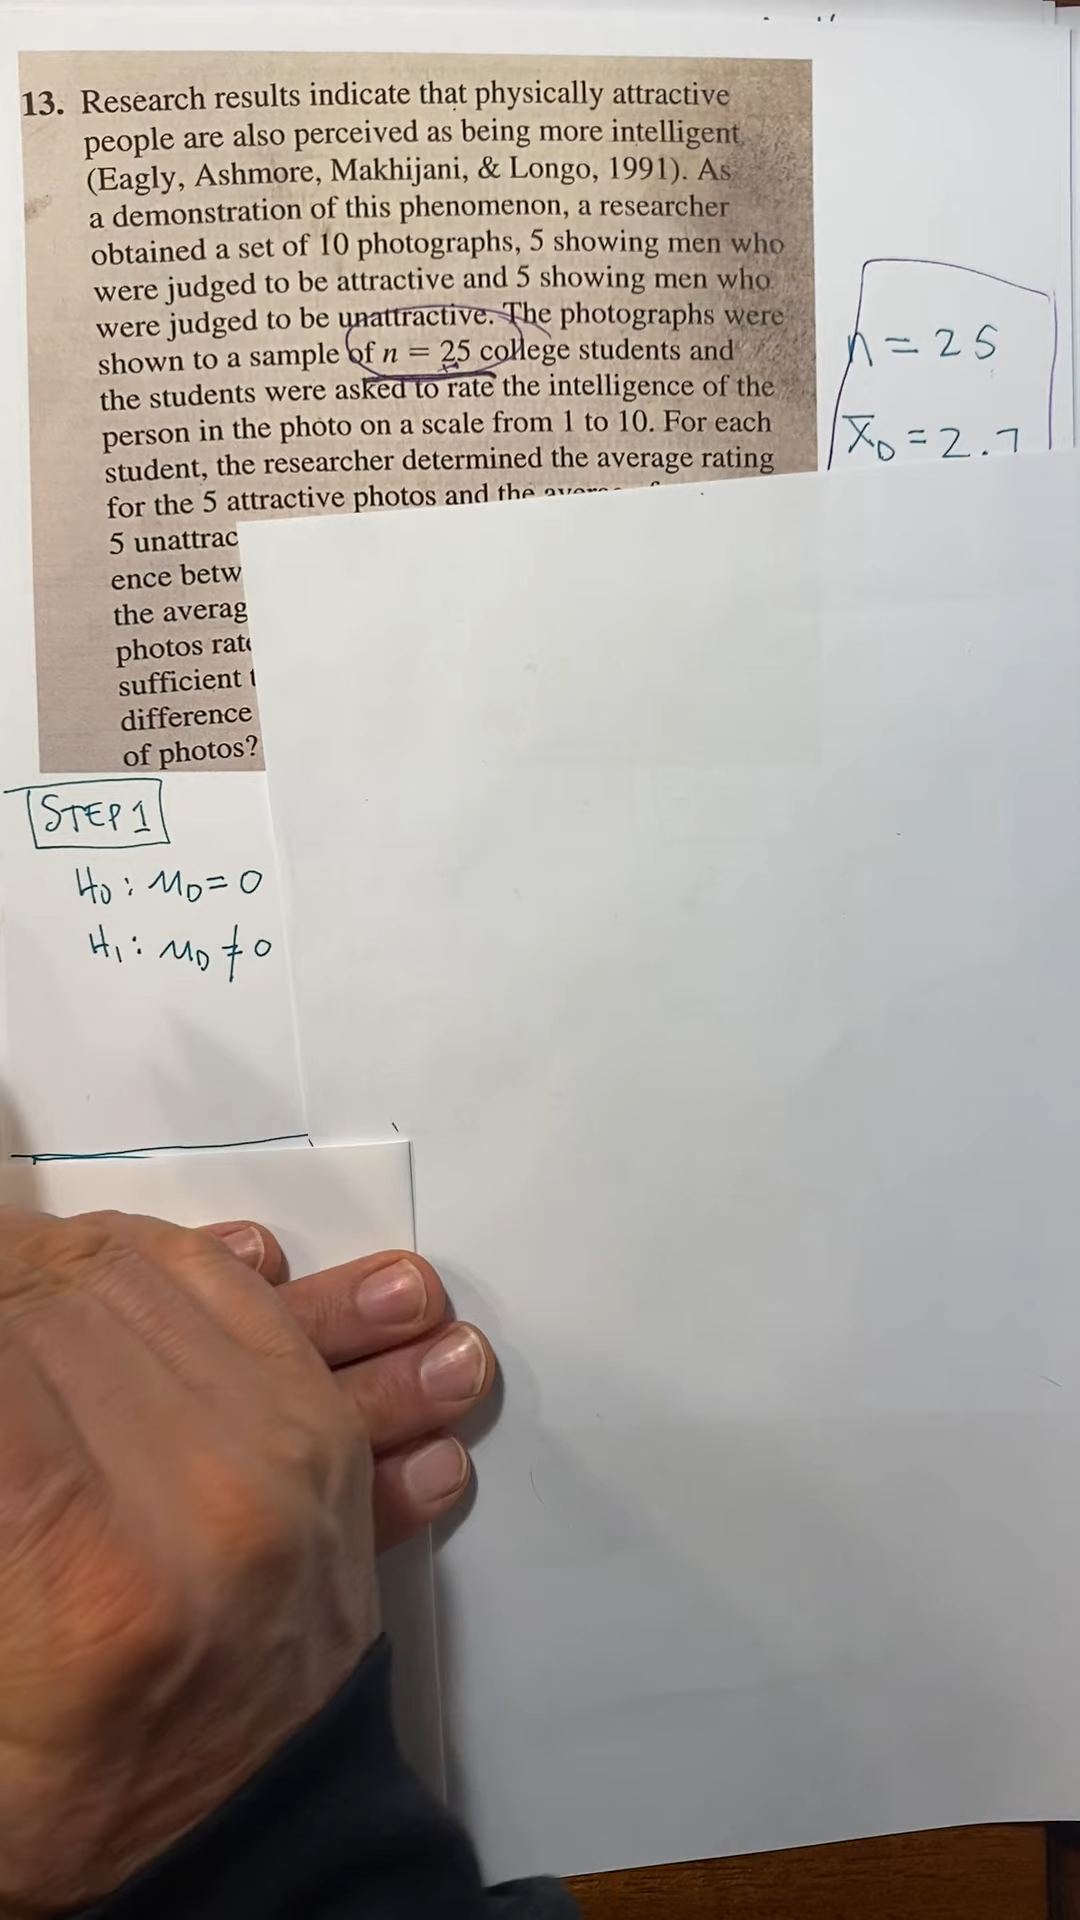 13. Research results indicate that physically attractive
people are also perceived as being more intelligent
(Eagly, Ashmore, Makhijani, & Longo, 1991). As
a demonstration of this phenomenon, a researcher
obtained a set of 10 photographs, 5 showing men who
were judged to be attractive and 5 showing men who
were judged to be unattractive. The photographs were
shown to a sample of n = 25 college students and
the students were asked to rate the intelligence of the
person in the photo on a scale from 1 to 10. For each
student, the researcher determined the average rating
for the 5 attractive photos and the
5 unattrac
ence betw
the averag
photos rat
sufficient
difference
of photos?
n = 25
X̄D = 2.7
STEP 1
H0 : MD = 0
H1 : MD ≠ 0